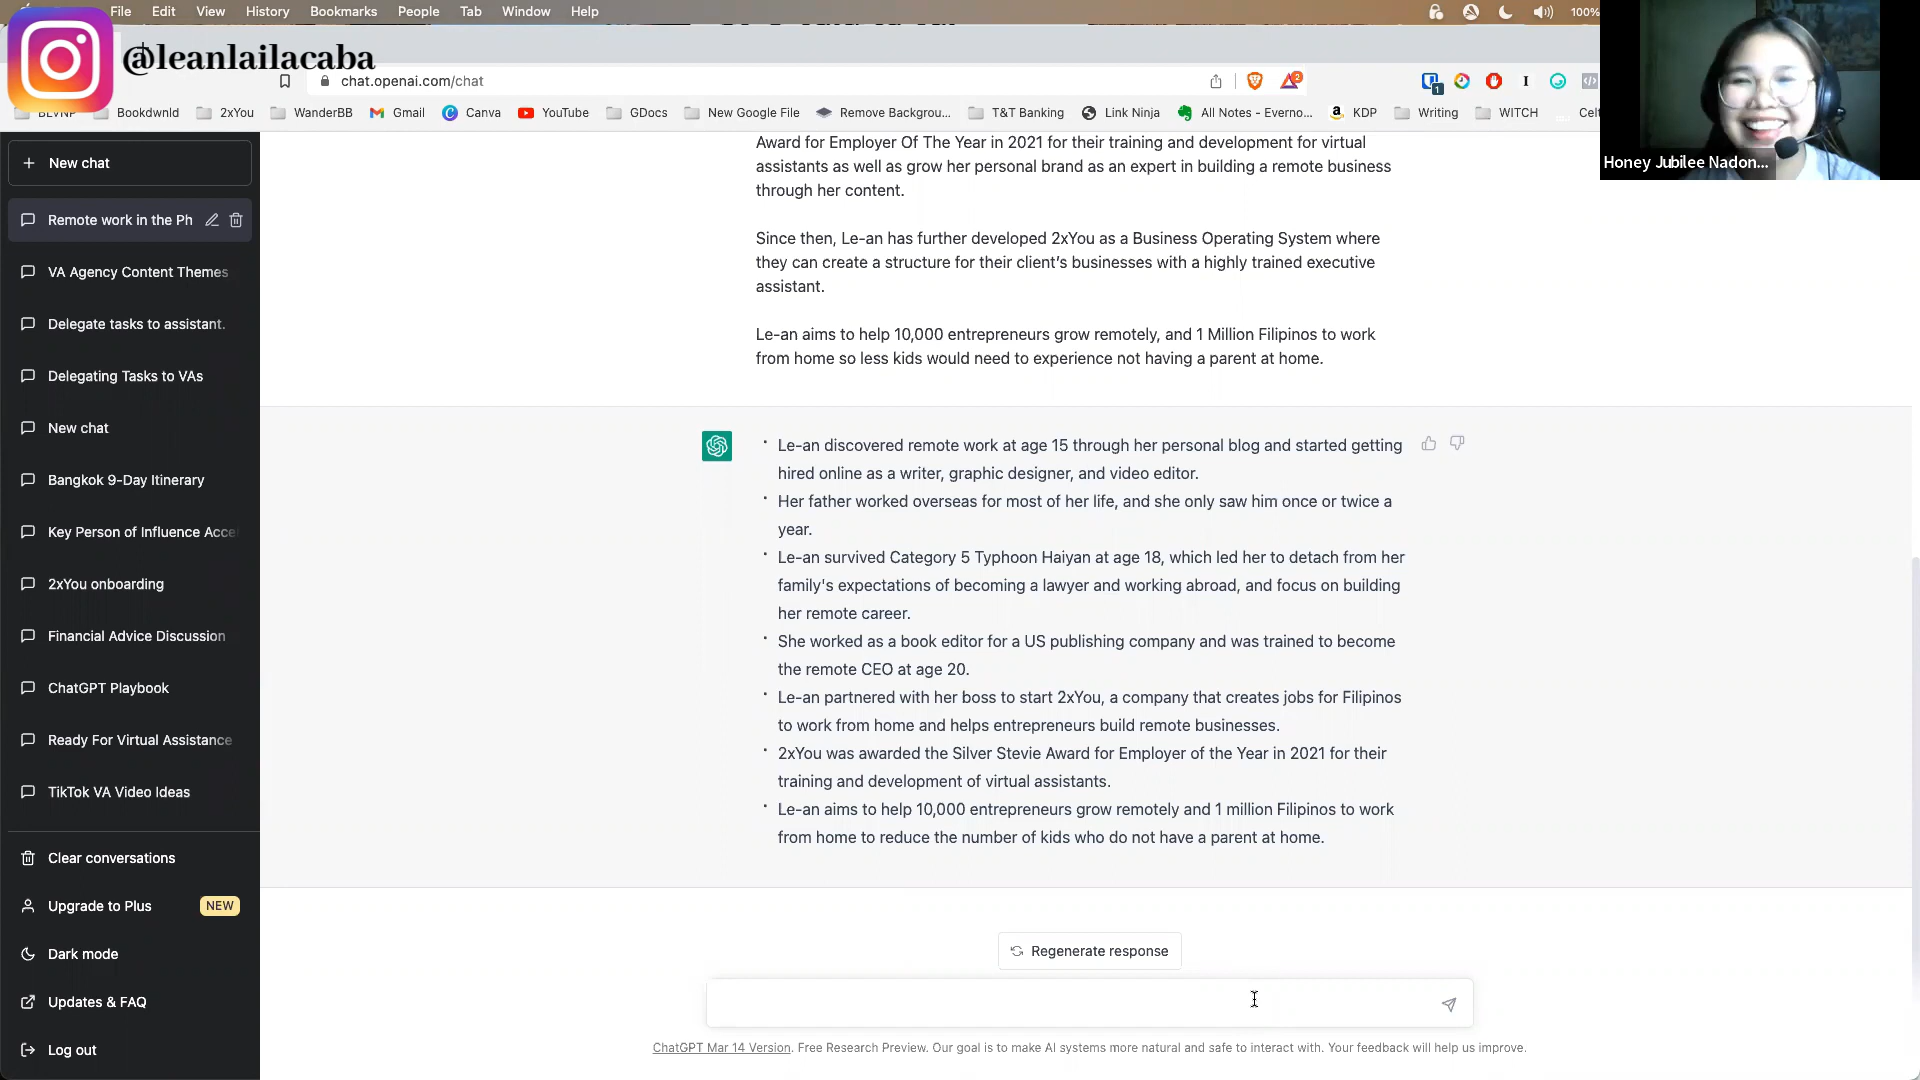 File Edit View History Bookmarks People Tab Window Help
100%
@leanlailacaba
chat.openai.com/chat
2
1
BLVNP Bookdwnld 2xYou WanderBB Gmail Canva YouTube GDocs New Google File Remove Backgrou... T&T Banking Link Ninja All Notes - Everno... KDP Writing WITCH
Honey Jubilee Nadon...
New chat
Remote work in the Ph
VA Agency Content Themes
Delegate tasks to assistant.
Delegating Tasks to VAs
New chat
Bangkok 9-Day Itinerary
Key Person of Influence Acce
2xYou onboarding
Financial Advice Discussion
ChatGPT Playbook
Ready For Virtual Assistance
TikTok VA Video Ideas
Clear conversations
Upgrade to Plus NEW
Dark mode
Updates & FAQ
Log out
Award for Employer Of The Year in 2021 for their training and development for virtual
assistants as well as grow her personal brand as an expert in building a remote business
through her content.
Since then, Le-an has further developed 2xYou as a Business Operating System where
they can create a structure for their client’s businesses with a highly trained executive
assistant.
Le-an aims to help 10,000 entrepreneurs grow remotely, and 1 Million Filipinos to work
from home so less kids would need to experience not having a parent at home.
• Le-an discovered remote work at age 15 through her personal blog and started getting
hired online as a writer, graphic designer, and video editor.
• Her father worked overseas for most of her life, and she only saw him once or twice a
year.
• Le-an survived Category 5 Typhoon Haiyan at age 18, which led her to detach from her
family's expectations of becoming a lawyer and working abroad, and focus on building
her remote career.
• She worked as a book editor for a US publishing company and was trained to become
the remote CEO at age 20.
• Le-an partnered with her boss to start 2xYou, a company that creates jobs for Filipinos
to work from home and helps entrepreneurs build remote businesses.
• 2xYou was awarded the Silver Stevie Award for Employer of the Year in 2021 for their
training and development of virtual assistants.
• Le-an aims to help 10,000 entrepreneurs grow remotely and 1 million Filipinos to work
from home to reduce the number of kids who do not have a parent at home.
Regenerate response
ChatGPT Mar 14 Version. Free Research Preview. Our goal is to make AI systems more natural and safe to interact with. Your feedback will help us improve.